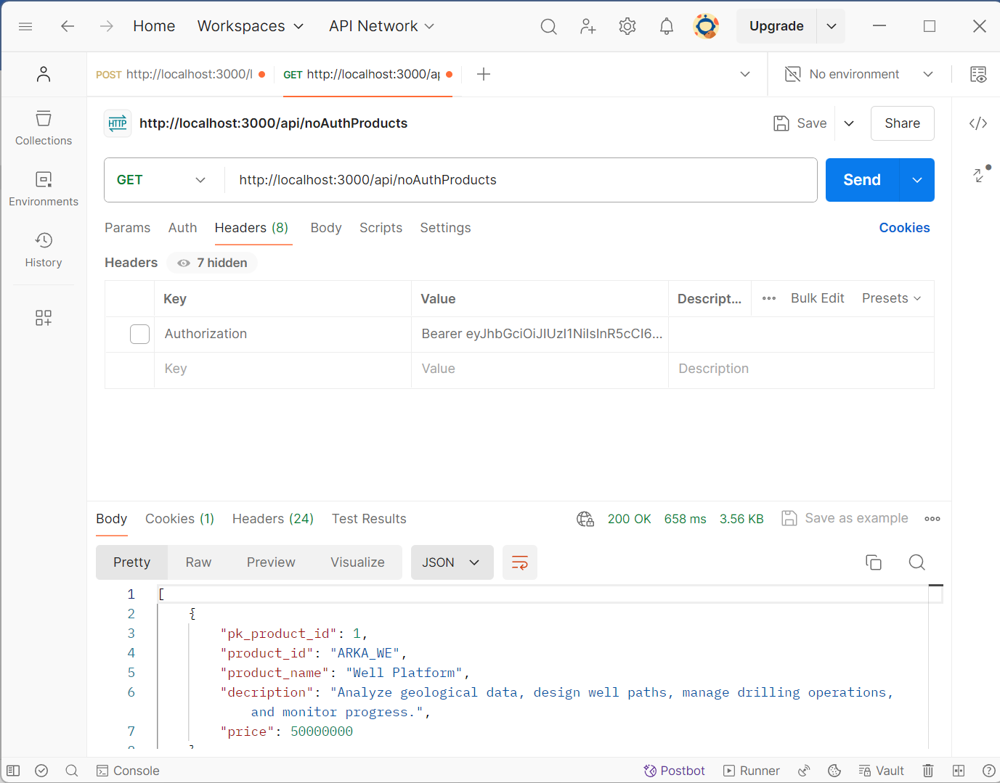 Home Workspaces API Network Upgrade
POST http://localhost:3000/l GET http://localhost:3000/ap No environment
HTTP http://localhost:3000/api/noAuthProducts Save Share
Collections
GET http://localhost:3000/api/noAuthProducts Send
Environments
Params Auth Headers (8) Body Scripts Settings Cookies
History
Headers 7 hidden
Key Value Descript... Bulk Edit Presets
Authorization Bearer eyJhbGciOiJIUzI1NiIsInR5cCI6...
Key Value Description
Body Cookies (1) Headers (24) Test Results 200 OK 658 ms 3.56 KB Save as example
Pretty Raw Preview Visualize JSON
1 [
2 {
3 "pk_product_id": 1,
4 "product_id": "ARKA_WE",
5 "product_name": "Well Platform",
6 "decription": "Analyze geological data, design well paths, manage drilling operations,
and monitor progress.",
7 "price": 50000000
Console Postbot Runner Vault